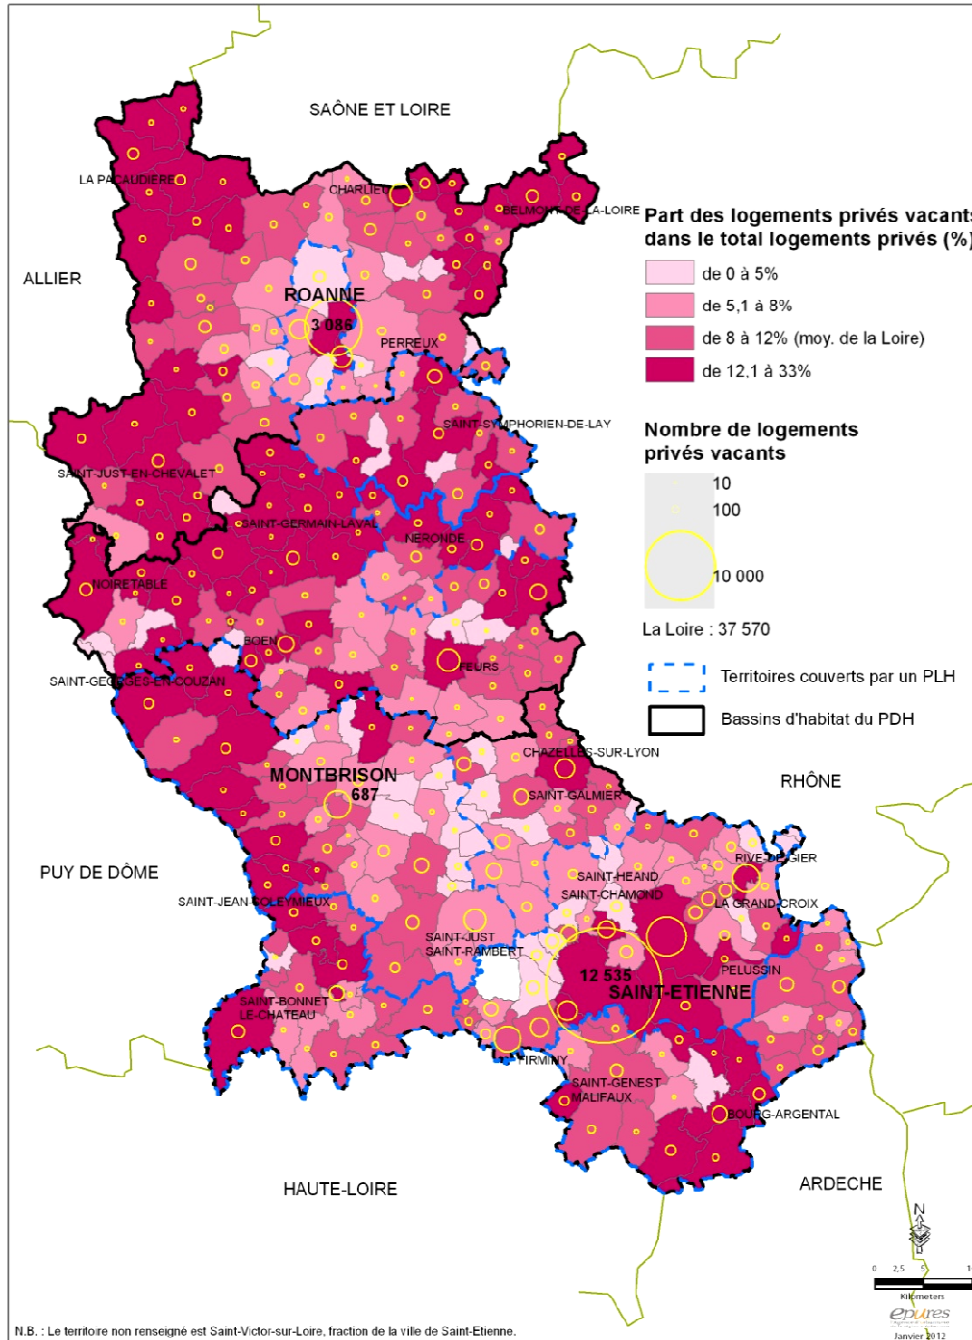 SAÔNE ET LOIRE
LA PACAUDIÈRE
CHARLIEU
BELMONT-DE-LA-LOIRE
Part des logements privés vacants
dans le total logements privés (%)
de 0 à 5%
de 5,1 à 8%
de 8 à 12% (moy. de la Loire)
de 12,1 à 33%
ALLIER
ROANNE
3 086
PERREUX
SAINT-SYMPHORIEN-DE-LAY
Nombre de logements
privés vacants
10
100
10 000
La Loire : 37 570
Territoires couverts par un PLH
Bassins d'habitat du PDH
SAINT-JUST-EN-CHEVALET
SAINT-GERMAIN-LAVAL
NERONDE
NOIRETABLE
BOEN
FEURS
SAINT-GEORGES-EN-COUZAN
CHAZELLES-SUR-LYON
MONTBRISON
687
SAINT-GALMIER
RHÔNE
PUY DE DÔME
RIVE-DE-GIER
SAINT-HEAND
SAINT-CHAMOND
LA GRAND-CROIX
SAINT-JEAN-SOLEYMIEUX
SAINT-JUST
SAINT-RAMBERT
PELUSSIN
12 535
SAINT-ETIENNE
SAINT-BONNET
LE-CHATEAU
FIRMINY
SAINT-GENEST
MALIFAUX
BOURG-ARGENTAL
HAUTE-LOIRE
ARDECHE
N
0 2,5 5 10
Kilometers
epures
Janvier 2012
N.B. : Le territoire non renseigné est Saint-Victor-sur-Loire, fraction de la ville de Saint-Etienne.